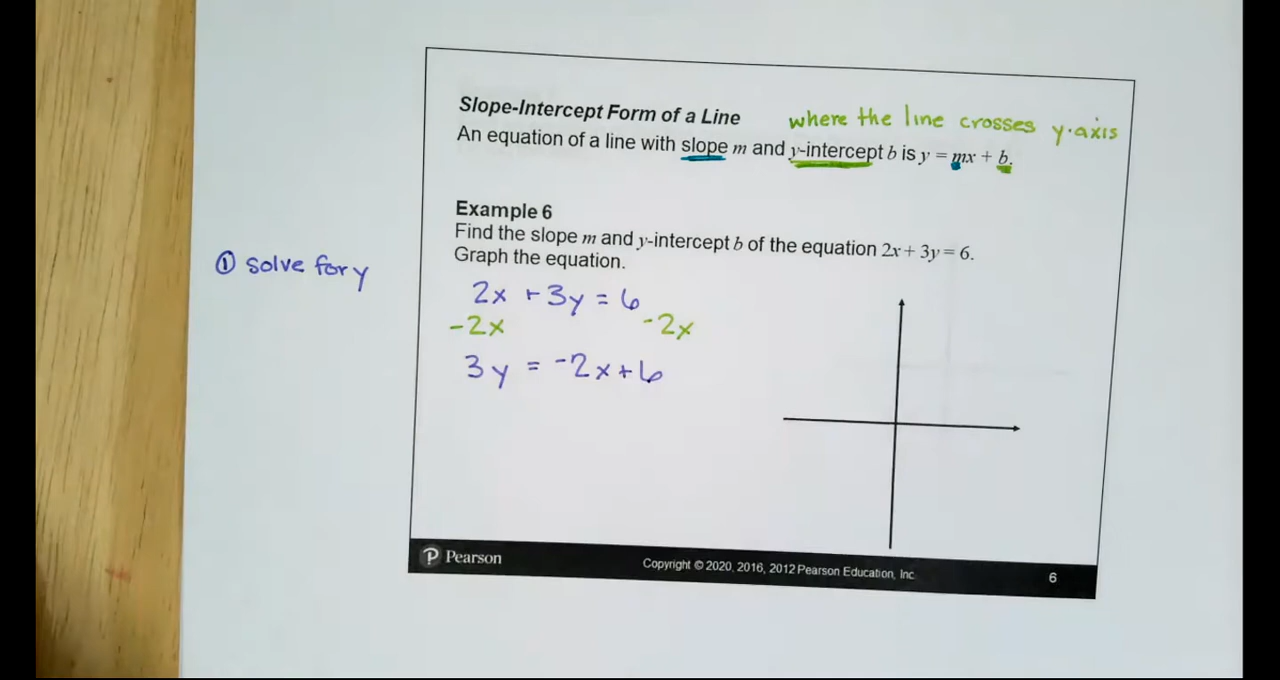 Slope-Intercept Form of a Line
where the line crosses y-axis
An equation of a line with slope m and y-intercept b is y = mx + b.
Example 6
Find the slope m and y-intercept b of the equation 2x + 3y = 6.
Graph the equation.
① solve for y
2x + 3y = 6
-2x -2x
3y = -2x + 6
Pearson
Copyright © 2020, 2016, 2012 Pearson Education, Inc
6